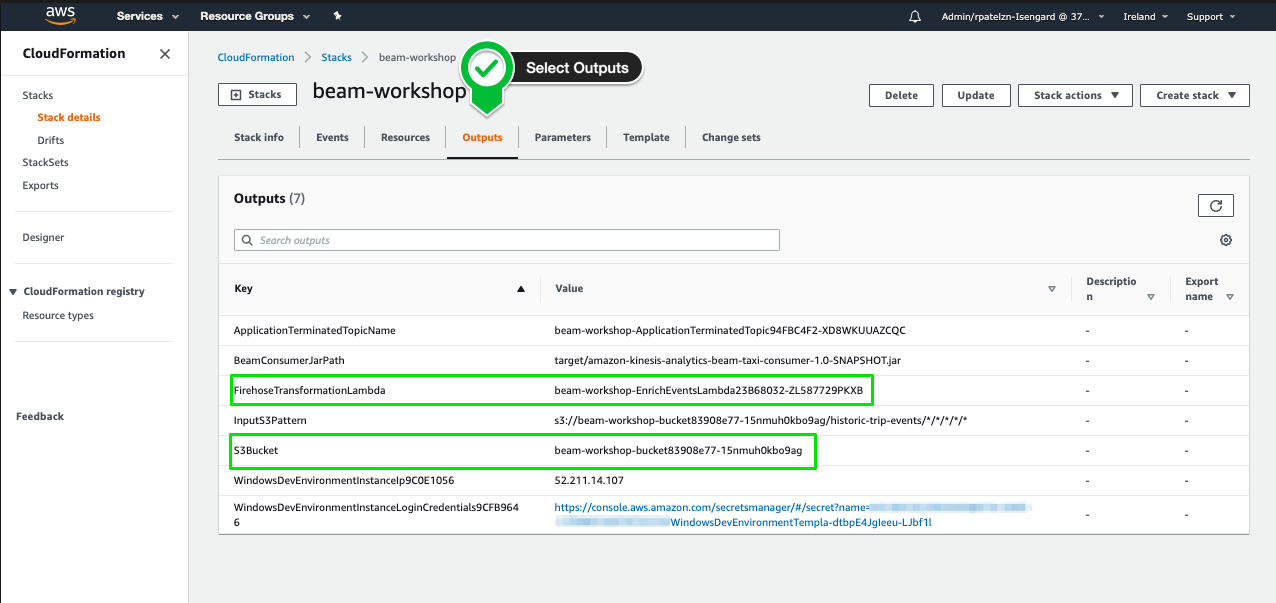 aws
Services
Resource Groups
Admin/rpatelzn-Isengard @ 37...
Ireland
Support
CloudFormation
Stacks
Stack details
Drifts
StackSets
Exports
Designer
CloudFormation registry
Resource types
Feedback
CloudFormation
Stacks
beam-workshop
Select Outputs
Stacks
beam-workshop
Delete
Update
Stack actions
Create stack
Stack info
Events
Resources
Outputs
Parameters
Template
Change sets
Outputs (7)
Search outputs
Key Value Descriptio
n Export
name
ApplicationTerminatedTopicName beam-workshop-ApplicationTerminatedTopic94FBC4F2-XD8WKUUAZCQC - -
BeamConsumerJarPath target/amazon-kinesis-analytics-beam-taxi-consumer-1.0-SNAPSHOT.jar - -
FirehoseTransformationLambda beam-workshop-EnrichEventsLambda23B68032-ZL587729PKXB - -
InputS3Pattern s3://beam-workshop-bucket83908e77-15nmuh0kbo9ag/historic-trip-events/*/*/*/*/* - -
S3Bucket beam-workshop-bucket83908e77-15nmuh0kbo9ag - -
WindowsDevEnvironmentInstanceIp9C0E1056 52.211.14.107 - -
WindowsDevEnvironmentInstanceLoginCredentials9CFB964
6
https://console.aws.amazon.com/secretsmanager/#/secret?name=
WindowsDevEnvironmentTempla-dtbpE4JgIeeu-LJbf1l - -